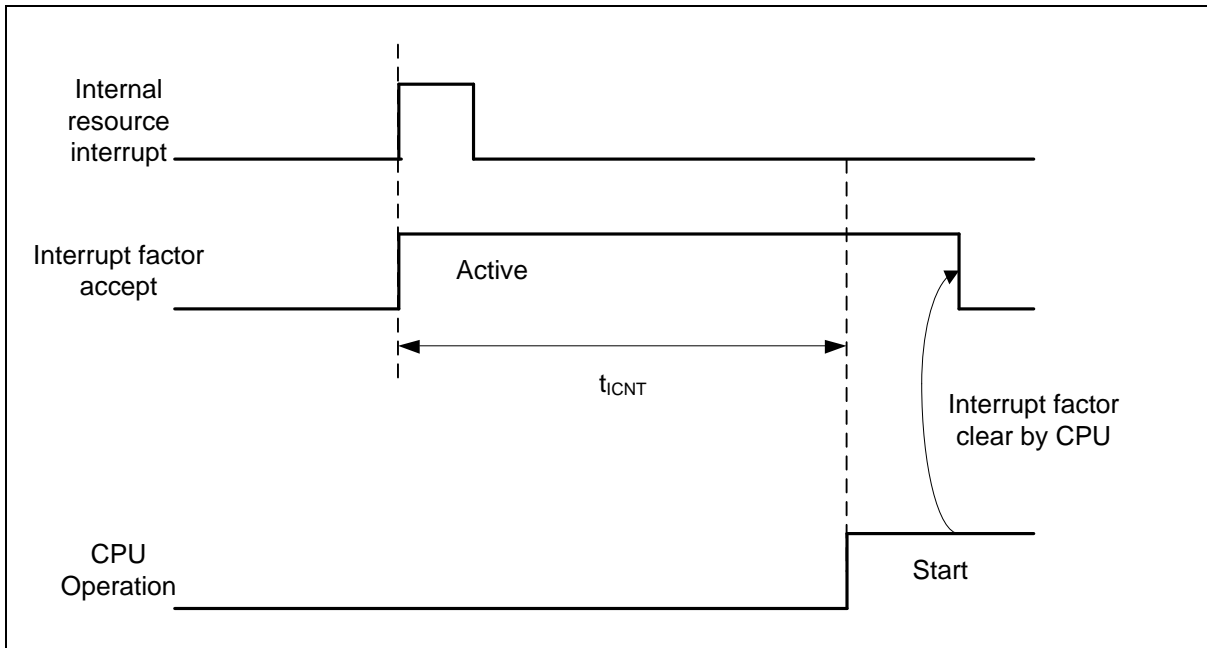 Internal
resource
interrupt
Interrupt factor
accept
Active
tICNT
Interrupt factor
clear by CPU
CPU
Operation
Start